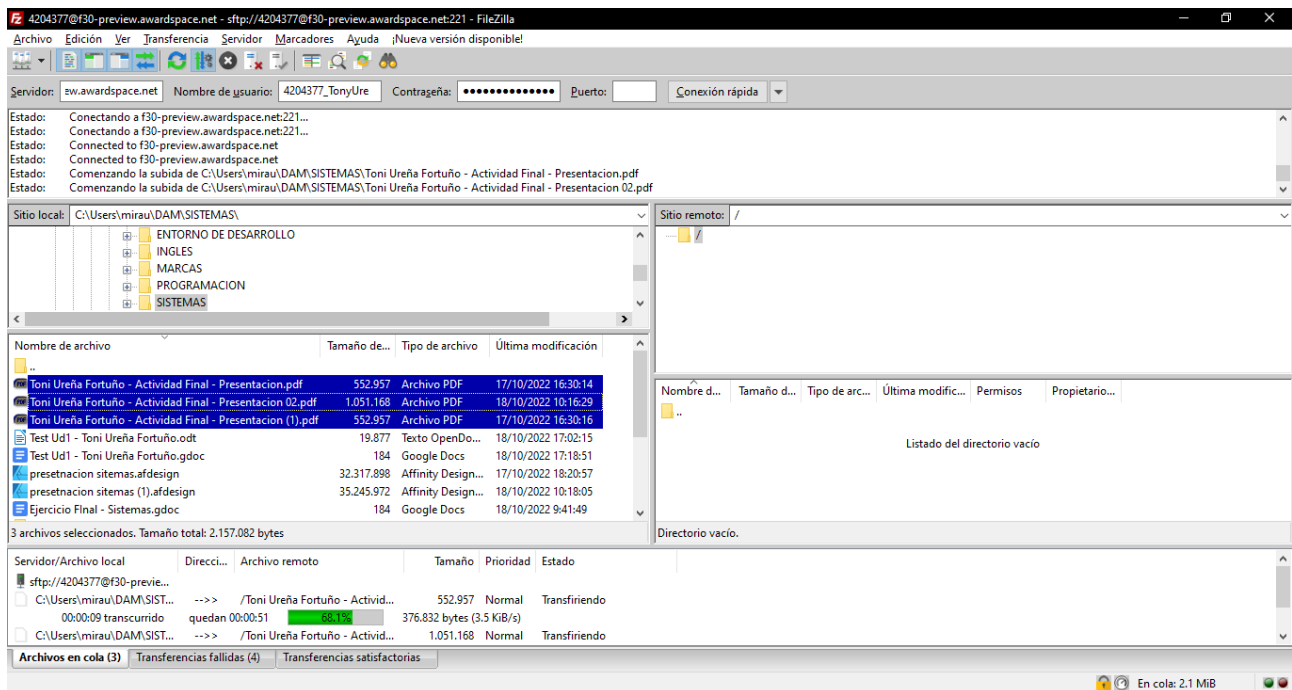 4204377@f30-preview.awardspace.net - sftp://4204377@f30-preview.awardspace.net:221 - FileZilla
Archivo Edición Ver Transferencia Servidor Marcadores Ayuda ¡Nueva versión disponible!
Servidor: ew.awardspace.net Nombre de usuario: 4204377_TonyUre Contraseña: ●●●●●●●●●●●●●● Puerto: Conexión rápida
Estado: Conectando a f30-preview.awardspace.net:221...
Estado: Conectando a f30-preview.awardspace.net:221...
Estado: Connected to f30-preview.awardspace.net
Estado: Connected to f30-preview.awardspace.net
Estado: Comenzando la subida de C:\Users\mirau\DAM\SISTEMAS\Toni Ureña Fortuño - Actividad Final - Presentacion.pdf
Estado: Comenzando la subida de C:\Users\mirau\DAM\SISTEMAS\Toni Ureña Fortuño - Actividad Final - Presentacion 02.pdf
Sitio local: C:\Users\mirau\DAM\SISTEMAS\
ENTORNO DE DESARROLLO
INGLES
MARCAS
PROGRAMACION
SISTEMAS
Nombre de archivo Tamaño de... Tipo de archivo Última modificación
..
Toni Ureña Fortuño - Actividad Final - Presentacion.pdf 552.957 Archivo PDF 17/10/2022 16:30:14
Toni Ureña Fortuño - Actividad Final - Presentacion 02.pdf 1.051.168 Archivo PDF 18/10/2022 10:16:29
Toni Ureña Fortuño - Actividad Final - Presentacion (1).pdf 552.957 Archivo PDF 17/10/2022 16:30:16
Test Ud1 - Toni Ureña Fortuño.odt 19.877 Texto OpenDo... 18/10/2022 17:02:15
Test Ud1 - Toni Ureña Fortuño.gdoc 184 Google Docs 18/10/2022 17:18:51
presetnacion sitemas.afdesign 32.317.898 Affinity Design... 17/10/2022 18:20:57
presetnacion sitemas (1).afdesign 35.245.972 Affinity Design... 18/10/2022 10:18:05
Ejercicio FInal - Sistemas.gdoc 184 Google Docs 18/10/2022 9:41:49
3 archivos seleccionados. Tamaño total: 2.157.082 bytes
Sitio remoto: /
/
Nombre d... Tamaño d... Tipo de arc... Última modific... Permisos Propietario...
..
Listado del directorio vacío
Directorio vacío.
Servidor/Archivo local Direcci... Archivo remoto Tamaño Prioridad Estado
sftp://4204377@f30-previe...
C:\Users\mirau\DAM\SIST... -->> /Toni Ureña Fortuño - Activid... 552.957 Normal Transfiriendo
00:00:09 transcurrido quedan 00:00:51 68.1% 376.832 bytes (3.5 KiB/s)
C:\Users\mirau\DAM\SIST... -->> /Toni Ureña Fortuño - Activid... 1.051.168 Normal Transfiriendo
Archivos en cola (3) Transferencias fallidas (4) Transferencias satisfactorias
En cola: 2.1 MiB